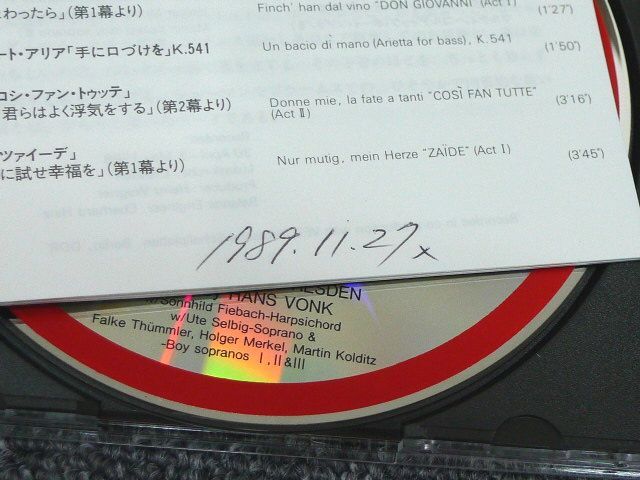 わったら」(第1幕より)
Finch' han dal vino "DON GIOVANNI" (Act I)
(1'27")
ート・アリア「手に口づけを」K.541
Un bacio di mano (Arietta for bass), K.541
(1'50")
コシ・ファン・トゥッテ」
君らはよく浮気をする」(第2幕より)
Donne mie, la fate a tanti "COSÌ FAN TUTTE"
(Act II)
(3'16")
ツァイーデ」
に試せ幸福を」(第1幕より)
Nur mutig, mein Herze "ZAÏDE" (Act I)
(3'45")
1989.11.27x
HANS VONK
w/Sonnhild Fiebach-Harpsichord
w/Ute Selbig-Soprano &
Falke Thümmler, Holger Merkel, Martin Kolditz
-Boy sopranos I,II&III